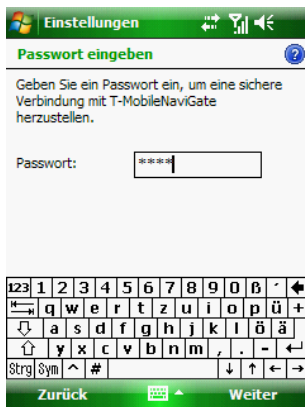 Einstellungen
Passwort eingeben
Geben Sie ein Passwort ein, um eine sichere
Verbindung mit T-MobileNaviGate
herzustellen.
Passwort: ****
123 1 2 3 4 5 6 7 8 9 0 ß ´
q w e r t z u i o p ü +
a s d f g h j k l ö ä
y x c v b n m , . -
Strg Sym ^ #
Zurück Weiter